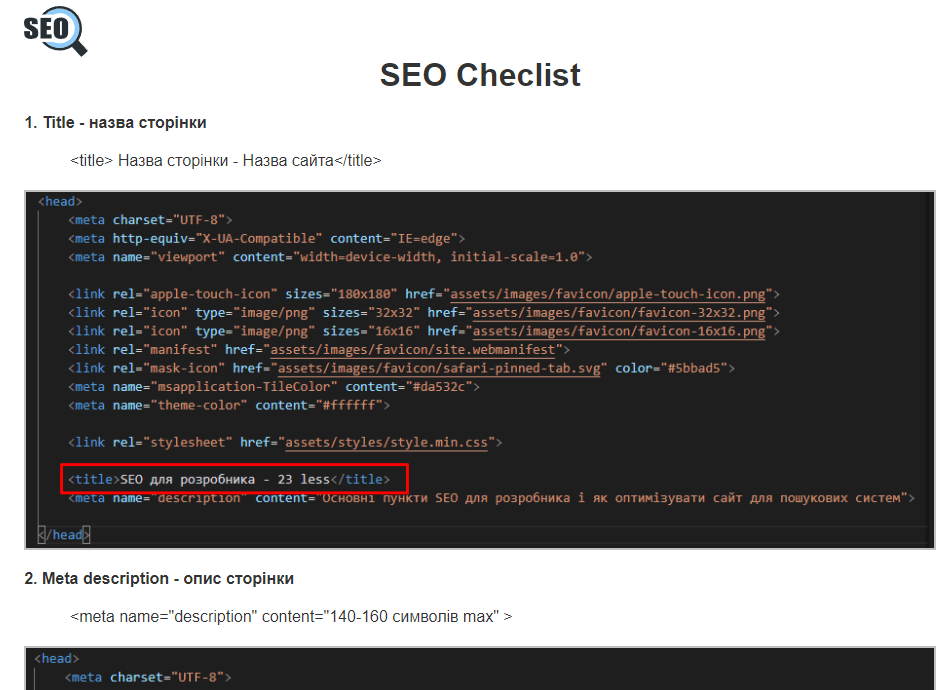 SEO
SEO Checlist
1. Title - назва сторінки
<title> Назва сторінки - Назва сайта</title>
<head>
<meta charset="UTF-8">
<meta http-equiv="X-UA-Compatible" content="IE=edge">
<meta name="viewport" content="width=device-width, initial-scale=1.0">
<link rel="apple-touch-icon" sizes="180x180" href="assets/images/favicon/apple-touch-icon.png">
<link rel="icon" type="image/png" sizes="32x32" href="assets/images/favicon/favicon-32x32.png">
<link rel="icon" type="image/png" sizes="16x16" href="assets/images/favicon/favicon-16x16.png">
<link rel="manifest" href="assets/images/favicon/site.webmanifest">
<link rel="mask-icon" href="assets/images/favicon/safari-pinned-tab.svg" color="#5bbad5">
<meta name="msapplication-TileColor" content="#da532c">
<meta name="theme-color" content="#ffffff">
<link rel="stylesheet" href="assets/styles/style.min.css">
<title>SEO для розробника - 23 less</title>
<meta name="description" content="Основні пункти SEO для розробника і як оптимізувати сайт для пошукових систем">
</head>
2. Meta description - опис сторінки
<meta name="description" content="140-160 символів max" >
<head>
<meta charset="UTF-8">